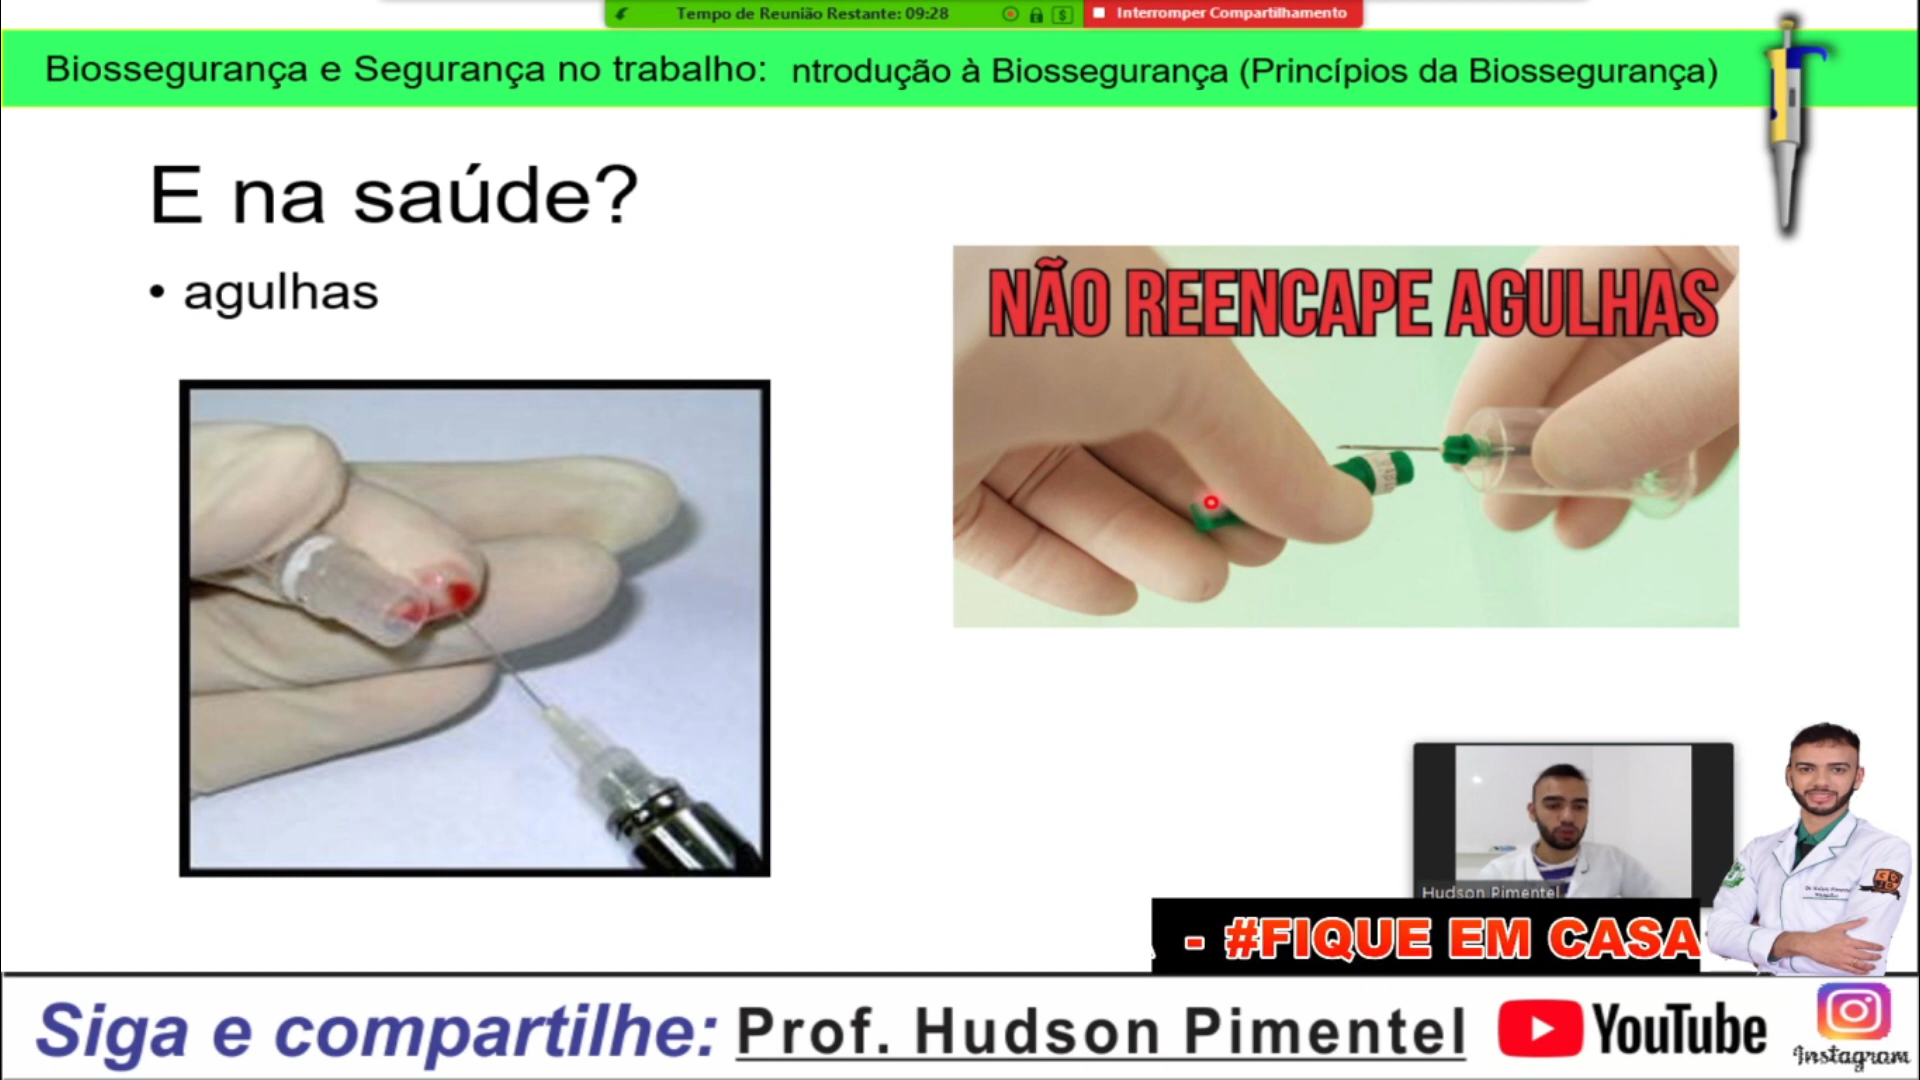 Tempo de Reunião Restante: 09:28
Interromper Compartilhamento
Biossegurança e Segurança no trabalho: ntrodução à Biossegurança (Princípios da Biossegurança)
E na saúde?
• agulhas
NÃO REENCAPE AGULHAS
Hudson Pimentel
- #FIQUE EM CASA
Siga e compartilhe: Prof. Hudson Pimentel
YouTube
Instagram